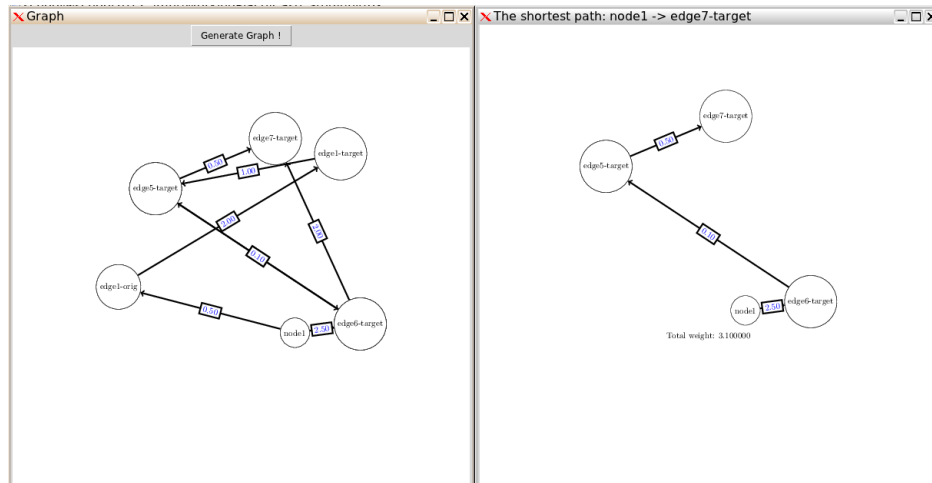 Graph
Generate Graph !
edge7-target
edge1-target
0.50
1.00
edge5-target
2.00
2.00
0.10
edge1-orig
0.50
node1
2.50
edge6-target
The shortest path: node1 -> edge7-target
edge7-target
0.50
edge5-target
0.10
edge6-target
node1
2.50
Total weight: 3.100000